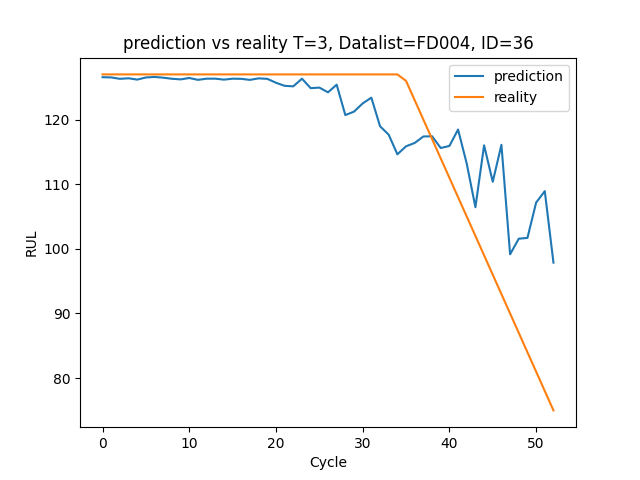 prediction vs reality T=3, Datalist=FD004, ID=36
prediction
reality
120
110
100
90
80
RUL
0 10 20 30 40 50
Cycle